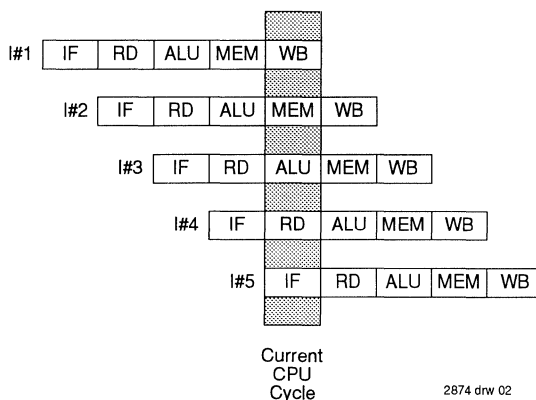 I#1 IF RD ALU MEM WB
I#2 IF RD ALU MEM WB
I#3 IF RD ALU MEM WB
I#4 IF RD ALU MEM WB
I#5 IF RD ALU MEM WB
Current
CPU
Cycle
2874 drw 02